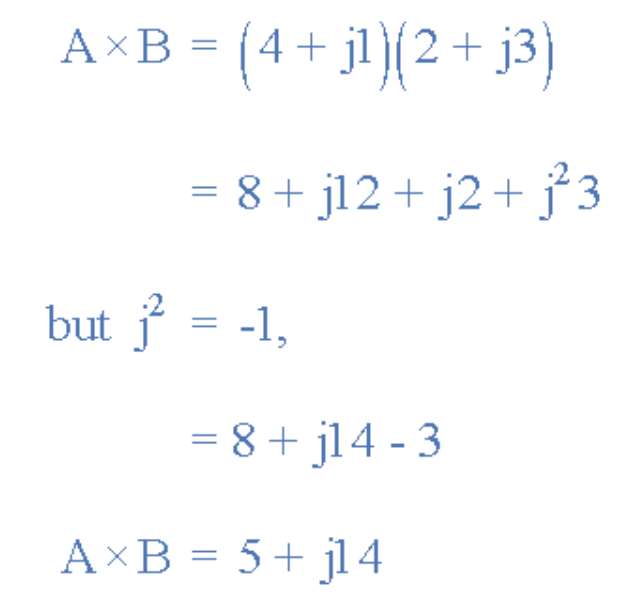 A × B = (4 + j1)(2 + j3)
= 8 + j12 + j2 + j²3
but j² = -1,
= 8 + j14 - 3
A × B = 5 + j14